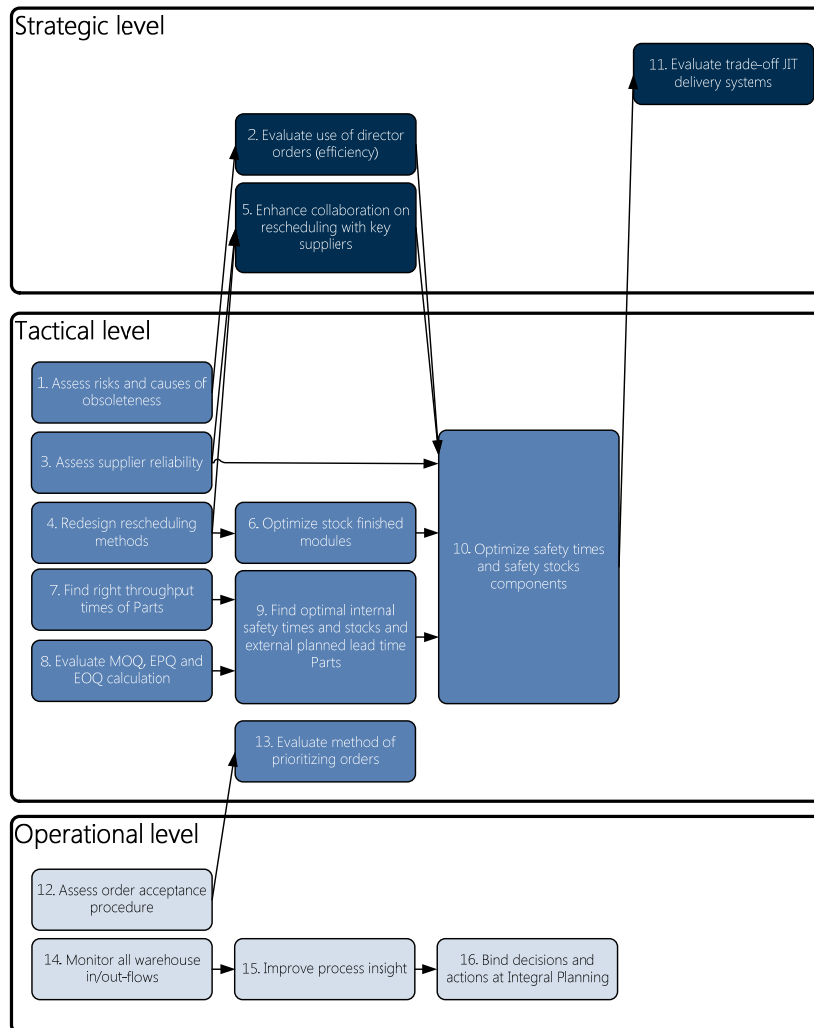 Strategic level
11. Evaluate trade-off JIT
delivery systems
2. Evaluate use of director
orders (efficiency)
5. Enhance collaboration on
rescheduling with key
suppliers
Tactical level
1. Assess risks and causes of
obsoleteness
3. Assess supplier reliability
4. Redesign rescheduling
methods
6. Optimize stock finished
modules
10. Optimize safety times
and safety stocks
components
7. Find right throughput
times of Parts
9. Find optimal internal
safety times and stocks and
external planned lead time
Parts
8. Evaluate MOQ, EPQ and
EOQ calculation
13. Evaluate method of
prioritizing orders
Operational level
12. Assess order acceptance
procedure
14. Monitor all warehouse
in/out-flows
15. Improve process insight
16. Bind decisions and
actions at Integral Planning